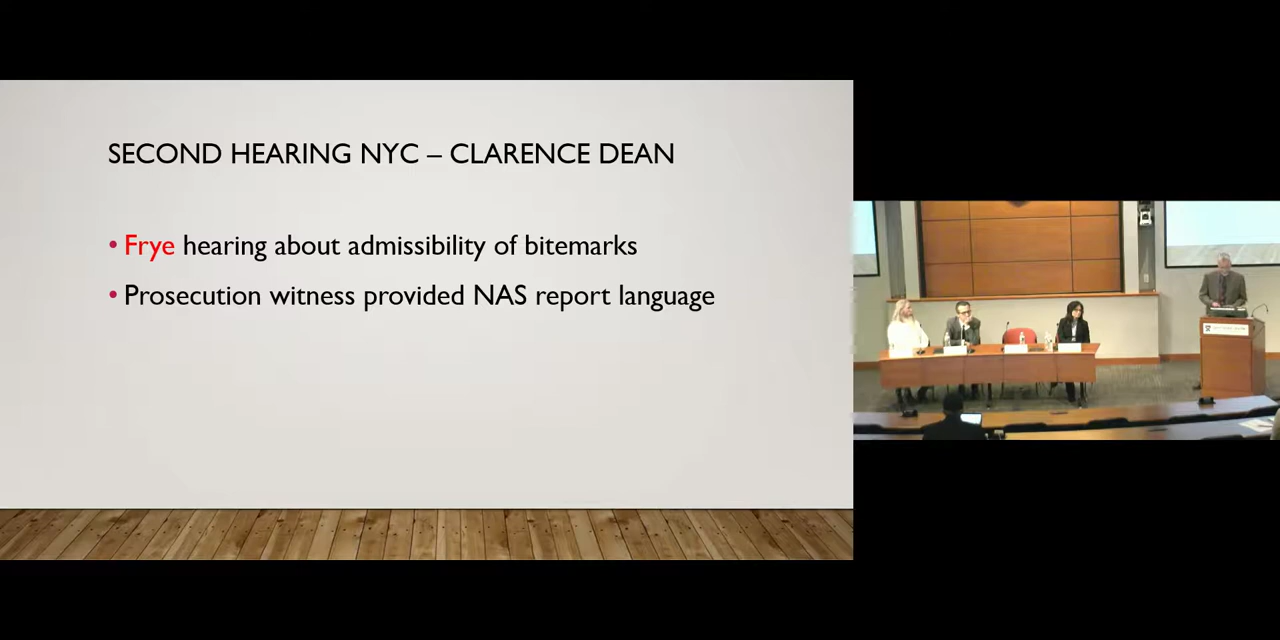 SECOND HEARING NYC – CLARENCE DEAN
• Frye hearing about admissibility of bitemarks
• Prosecution witness provided NAS report language